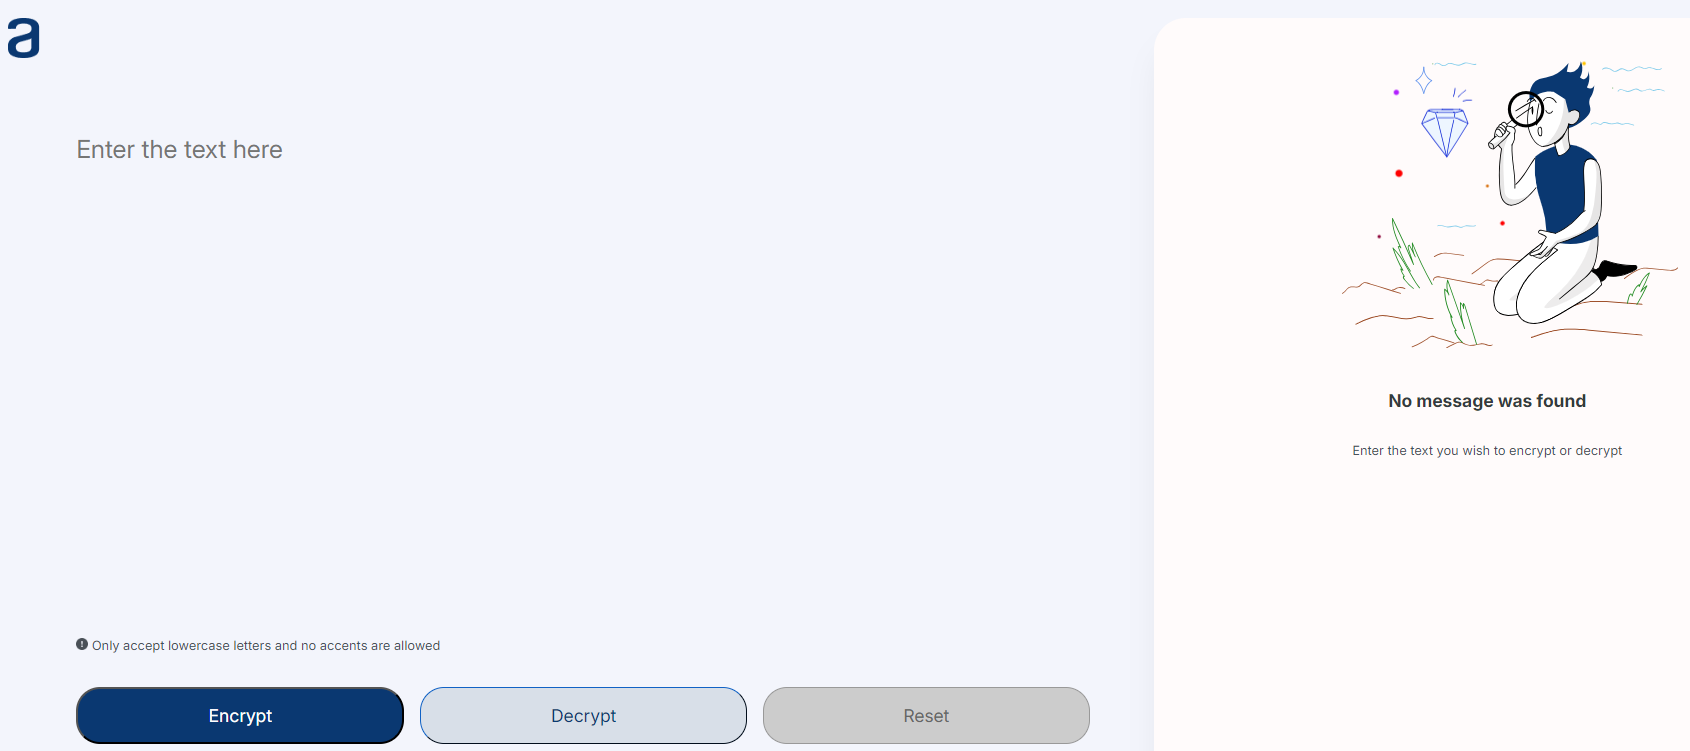 a
Enter the text here
No message was found
Enter the text you wish to encrypt or decrypt
Only accept lowercase letters and no accents are allowed
Encrypt
Decrypt
Reset